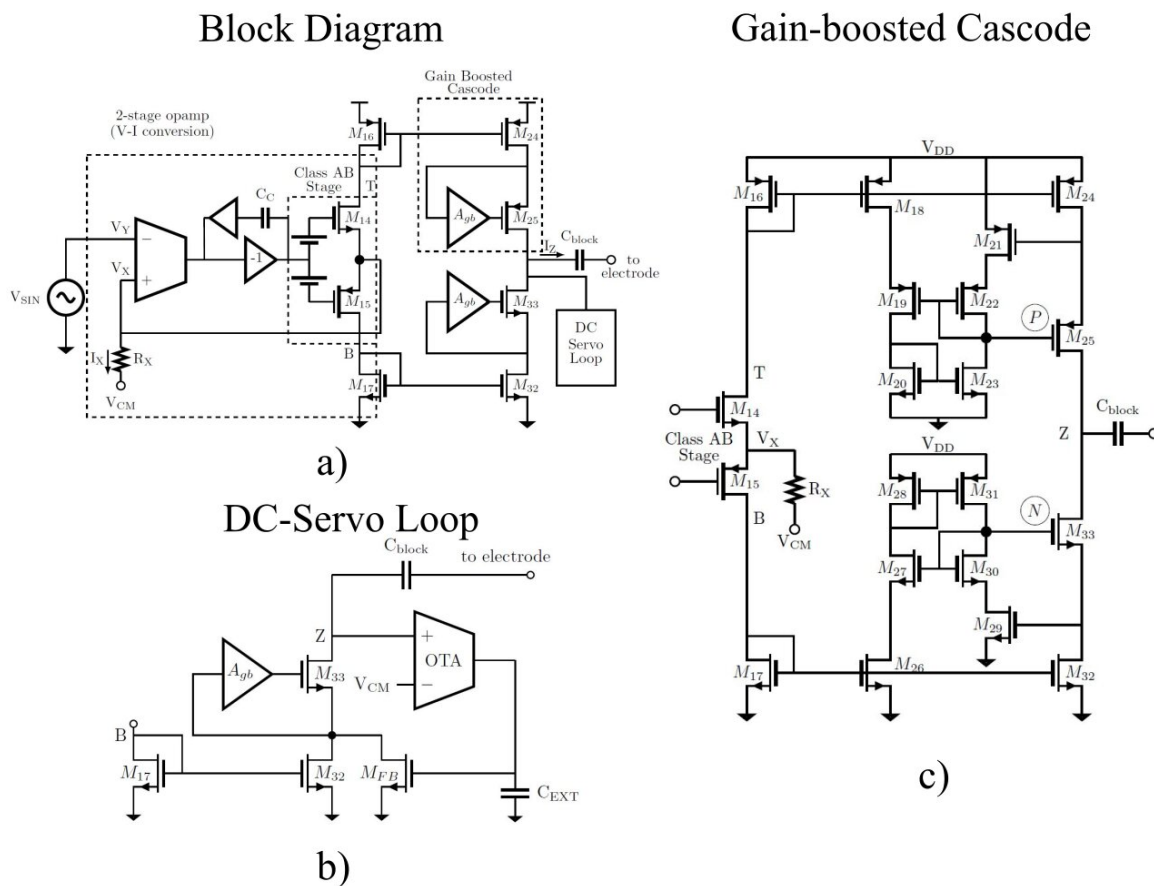 Block Diagram
Gain Boosted
Cascode
2-stage opamp
(V-I conversion)
M16
M24
Class AB
Stage
T
CC
M14
Agb
M25
VY
−
VX
+
-1
IZ
Cblock
to
electrode
VSIN
M15
Agb
M33
DC
Servo
Loop
IX
RX
B
VCM
M17
M32
a)
DC-Servo Loop
Cblock
to electrode
Z
+
OTA
Agb
M33
VCM
−
B
M17
M32
MFB
CEXT
b)
Gain-boosted Cascode
VDD
M16
M18
M24
M21
M19
M22
P
M25
T
M20
M23
M14
Cblock
Class AB
Stage
VX
VDD
Z
M15
RX
M28
M31
B
N
VCM
M33
M27
M30
M29
M17
M26
M32
c)